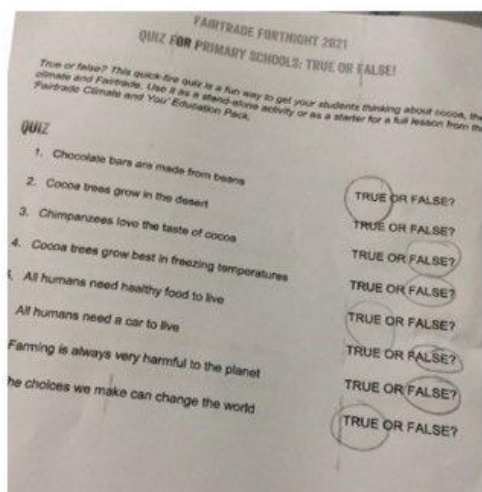 FAIRTRADE FORTNIGHT 2021
QUIZ FOR PRIMARY SCHOOLS: TRUE OR FALSE!
True or false? This quick-fire quiz is a fun way to get your students thinking about cocoa, the
climate and Fairtrade. Use it as a stand-alone activity or as a starter for a full lesson from the
'Fairtrade Climate and You' Education Pack.
QUIZ
1. Chocolate bars are made from beans TRUE OR FALSE?
2. Cocoa trees grow in the desert TRUE OR FALSE?
3. Chimpanzees love the taste of cocoa TRUE OR FALSE?
4. Cocoa trees grow best in freezing temperatures TRUE OR FALSE?
All humans need healthy food to live TRUE OR FALSE?
All humans need a car to live TRUE OR FALSE?
Farming is always very harmful to the planet TRUE OR FALSE?
he choices we make can change the world TRUE OR FALSE?